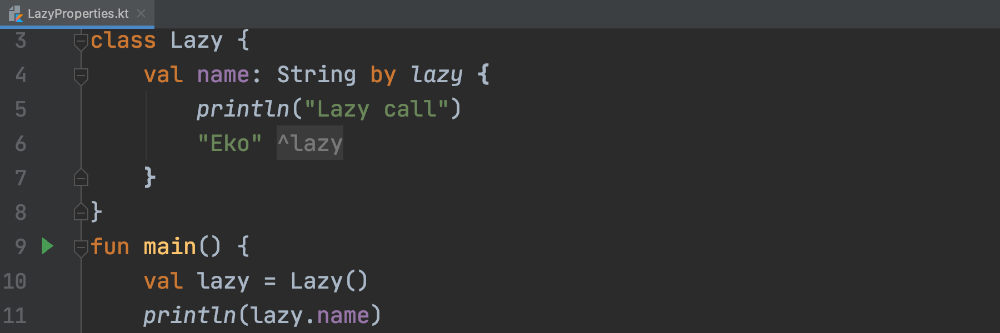 LazyProperties.kt
3 class Lazy {
4 val name: String by lazy {
5 println("Lazy call")
6 "Eko" ^lazy
7 }
8 }
9 fun main() {
10 val lazy = Lazy()
11 println(lazy.name)